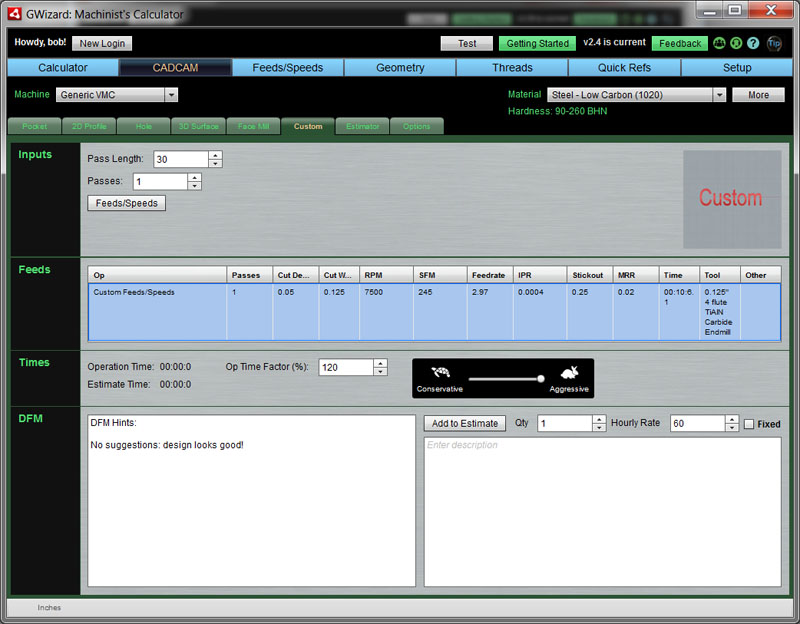 GWizard: Machinist's Calculator
Howdy, bob! New Login Test Getting Started v2.4 is current Feedback ? Tip
Calculator CADCAM Feeds/Speeds Geometry Threads Quick Refs Setup
Machine Generic VMC Material Steel - Low Carbon (1020) More
Hardness: 90-260 BHN
Pocket 2D Profile Hole 3D Surface Face Mill Custom Estimator Options
Inputs
Pass Length: 30
Passes: 1
Feeds/Speeds
Custom
Feeds
Op Passes Cut De... Cut W... RPM SFM Feedrate IPR Stickout MRR Time Tool Other
Custom Feeds/Speeds 1 0.05 0.125 7500 245 2.97 0.0004 0.25 0.02 00:10:6. 0.125"
1 4 flute
TiAlN
Carbide
Endmill
Times
Operation Time: 00:00:0 Op Time Factor (%): 120
Estimate Time: 00:00:0
Conservative Aggressive
DFM
DFM Hints:
No suggestions: design looks good!
Add to Estimate Qty 1 Hourly Rate 60 Fixed
Enter description
Inches